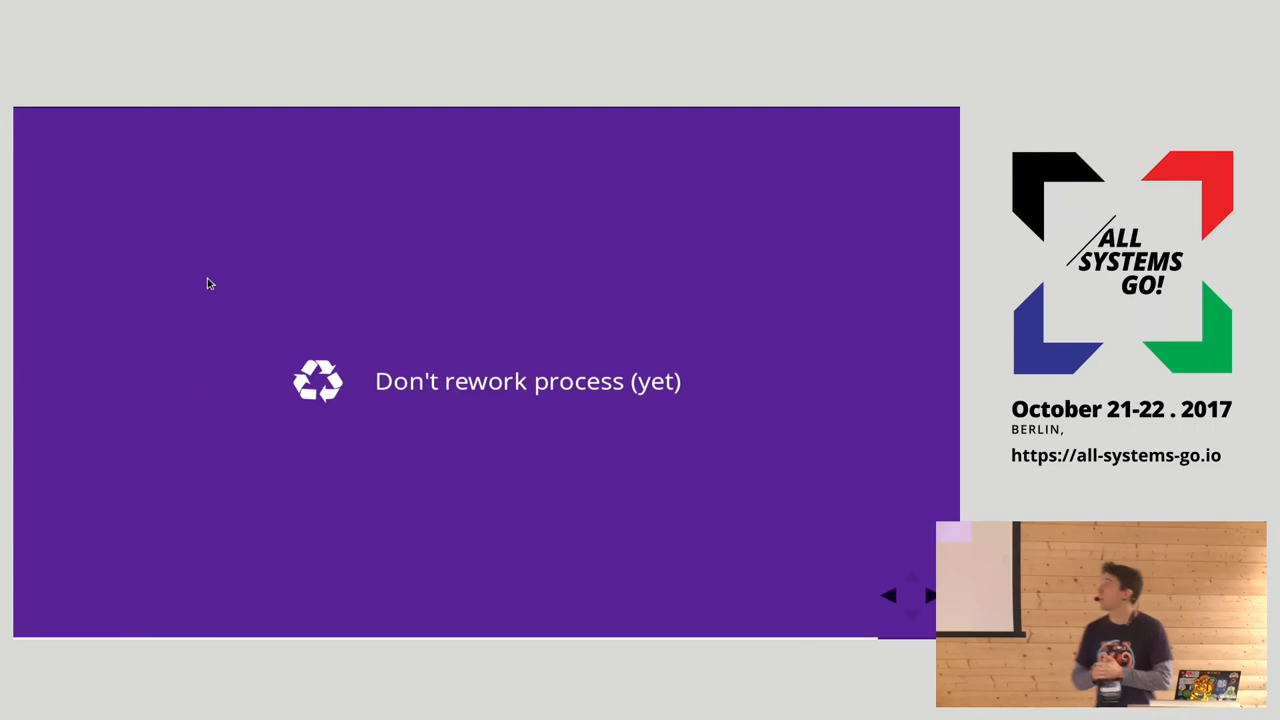 Don't rework process (yet)
ALL
SYSTEMS
GO!
October 21-22 . 2017
BERLIN,
https://all-systems-go.io